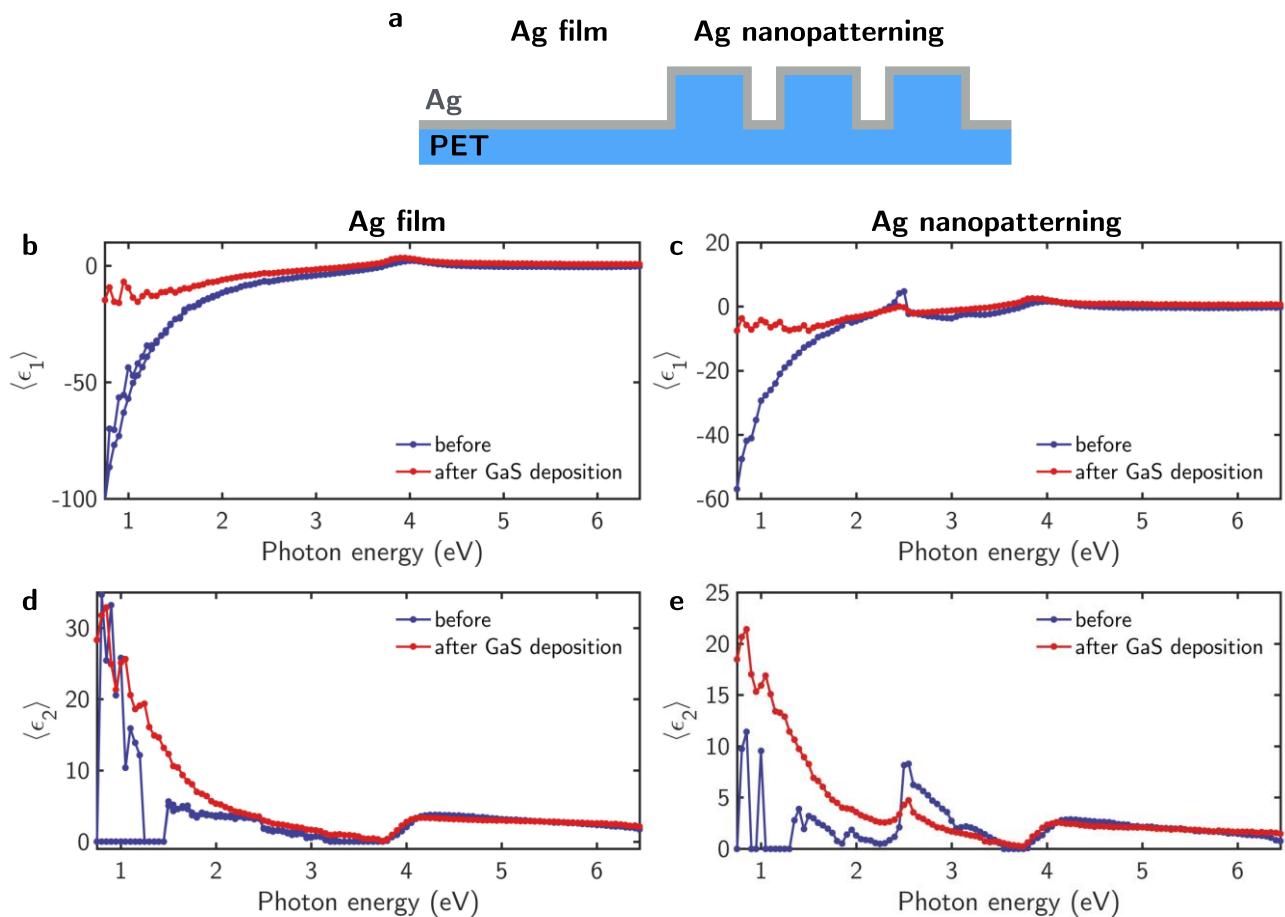 a
Ag film
Ag nanopatterning
Ag
PET
Ag film
Ag nanopatterning
b
0
-50
-100
⟨ϵ₁⟩
1 2 3 4 5 6
Photon energy (eV)
before
after GaS deposition
c
20
0
-20
-40
-60
⟨ϵ₁⟩
1 2 3 4 5 6
Photon energy (eV)
before
after GaS deposition
d
30
20
10
0
⟨ϵ₂⟩
1 2 3 4 5 6
Photon energy (eV)
before
after GaS deposition
e
25
20
15
10
5
0
⟨ϵ₂⟩
1 2 3 4 5 6
Photon energy (eV)
before
after GaS deposition